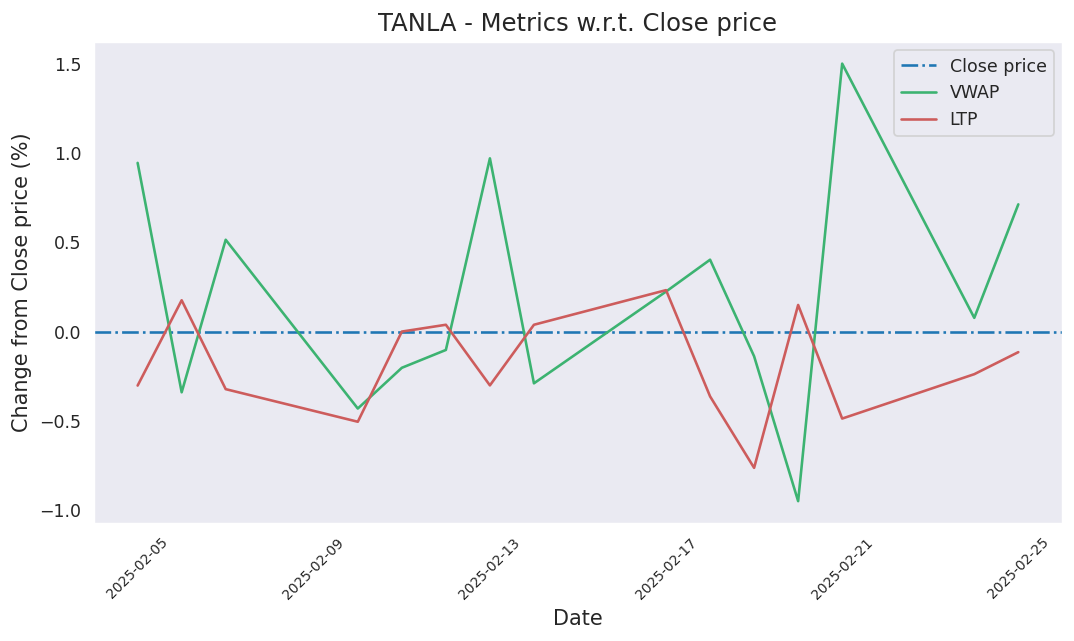 TANLA - Metrics w.r.t. Close price
Close price
VWAP
LTP
Change from Close price (%)
1.5
1.0
0.5
0.0
−0.5
−1.0
2025-02-05
2025-02-09
2025-02-13
2025-02-17
2025-02-21
2025-02-25
Date